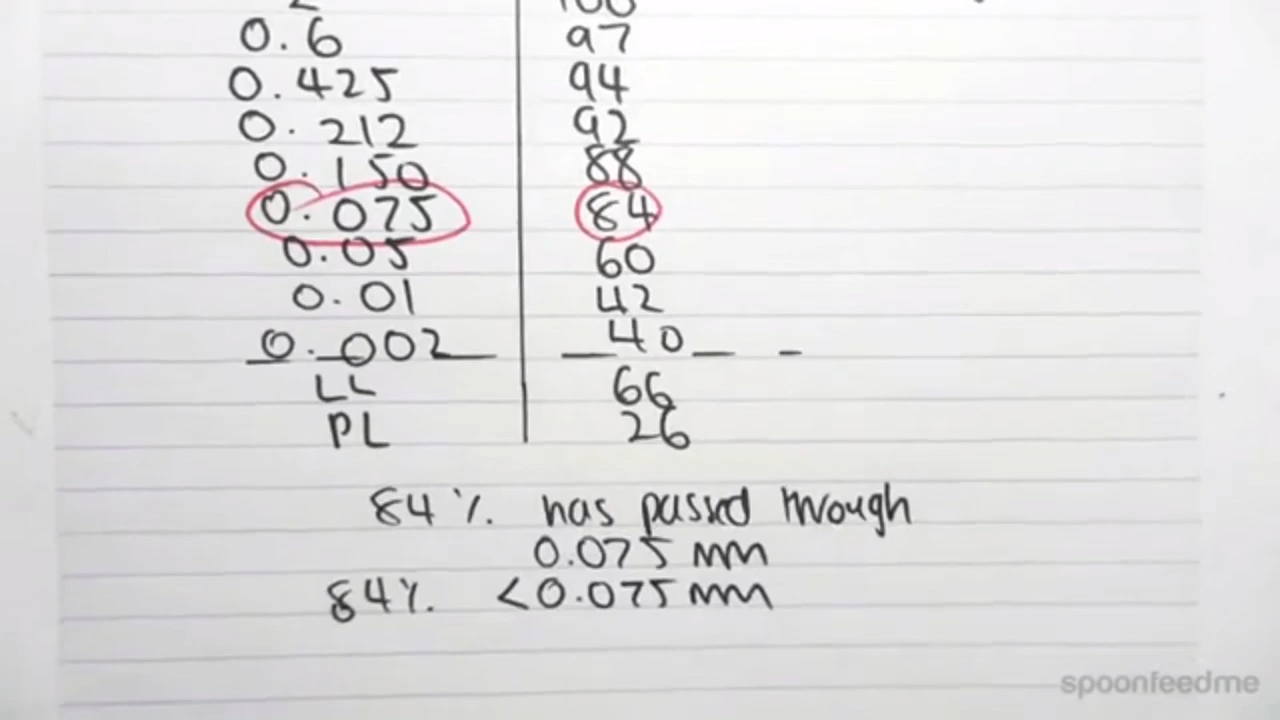 2 100
0.6 97
0.425 94
0.212 92
0.150 88
0.075 84
0.05 60
0.01 42
0.002 40
LL 66
PL 26
84%. has passed through
0.075 mm
84%. <0.075 mm
spoonfeedme